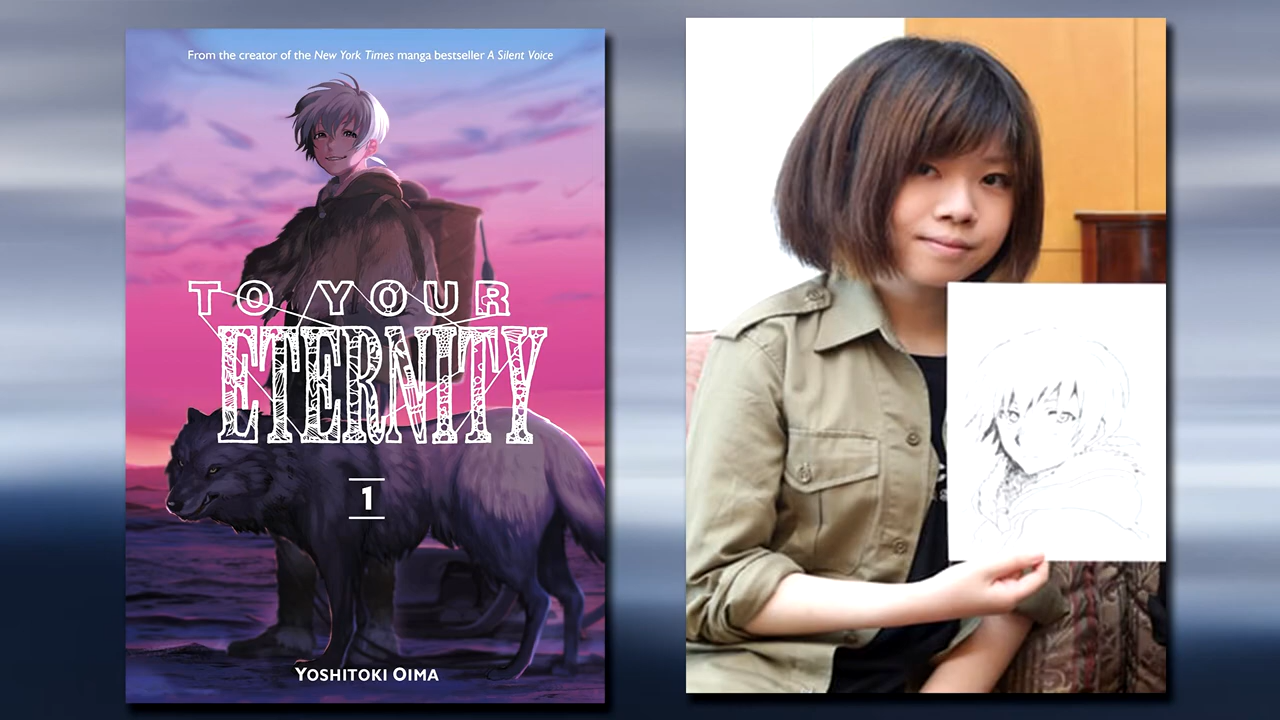 From the creator of the New York Times manga bestseller A Silent Voice
TO YOUR
ETERNITY
1
YOSHITOKI OIMA